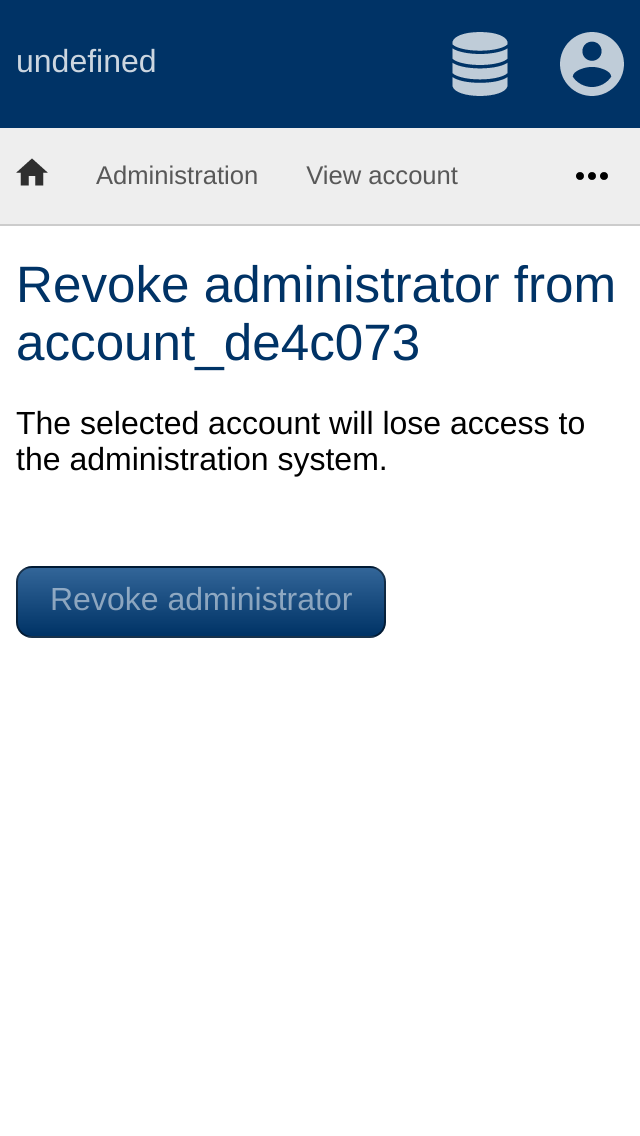 undefined
Administration View account
Revoke administrator from
account_de4c073
The selected account will lose access to
the administration system.
Revoke administrator